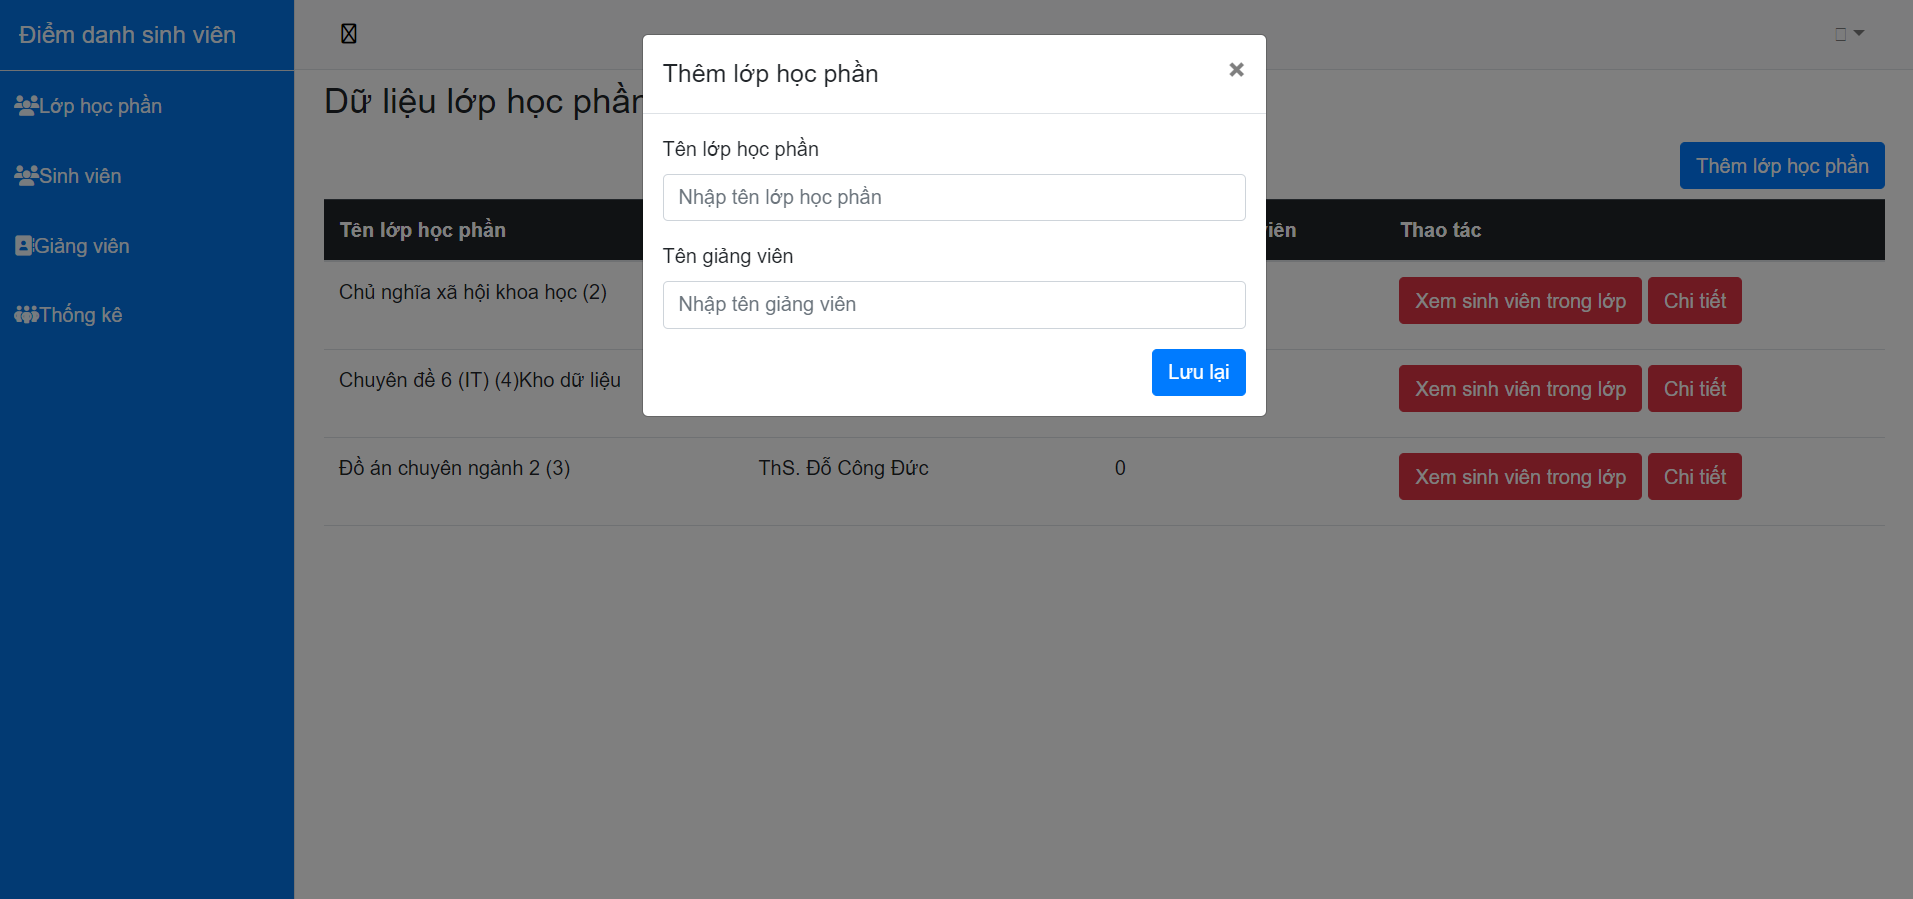 Điểm danh sinh viên
Lớp học phần
Sinh viên
Giảng viên
Thống kê
Dữ liệu lớp học phần
Thêm lớp học phần
Tên lớp học phần
Thao tác
Chủ nghĩa xã hội khoa học (2)
Xem sinh viên trong lớp
Chi tiết
Chuyên đề 6 (IT) (4)Kho dữ liệu
Xem sinh viên trong lớp
Chi tiết
Đồ án chuyên ngành 2 (3)
ThS. Đỗ Công Đức
0
Xem sinh viên trong lớp
Chi tiết
Thêm lớp học phần
×
Tên lớp học phần
Nhập tên lớp học phần
Tên giảng viên
Nhập tên giảng viên
Lưu lại